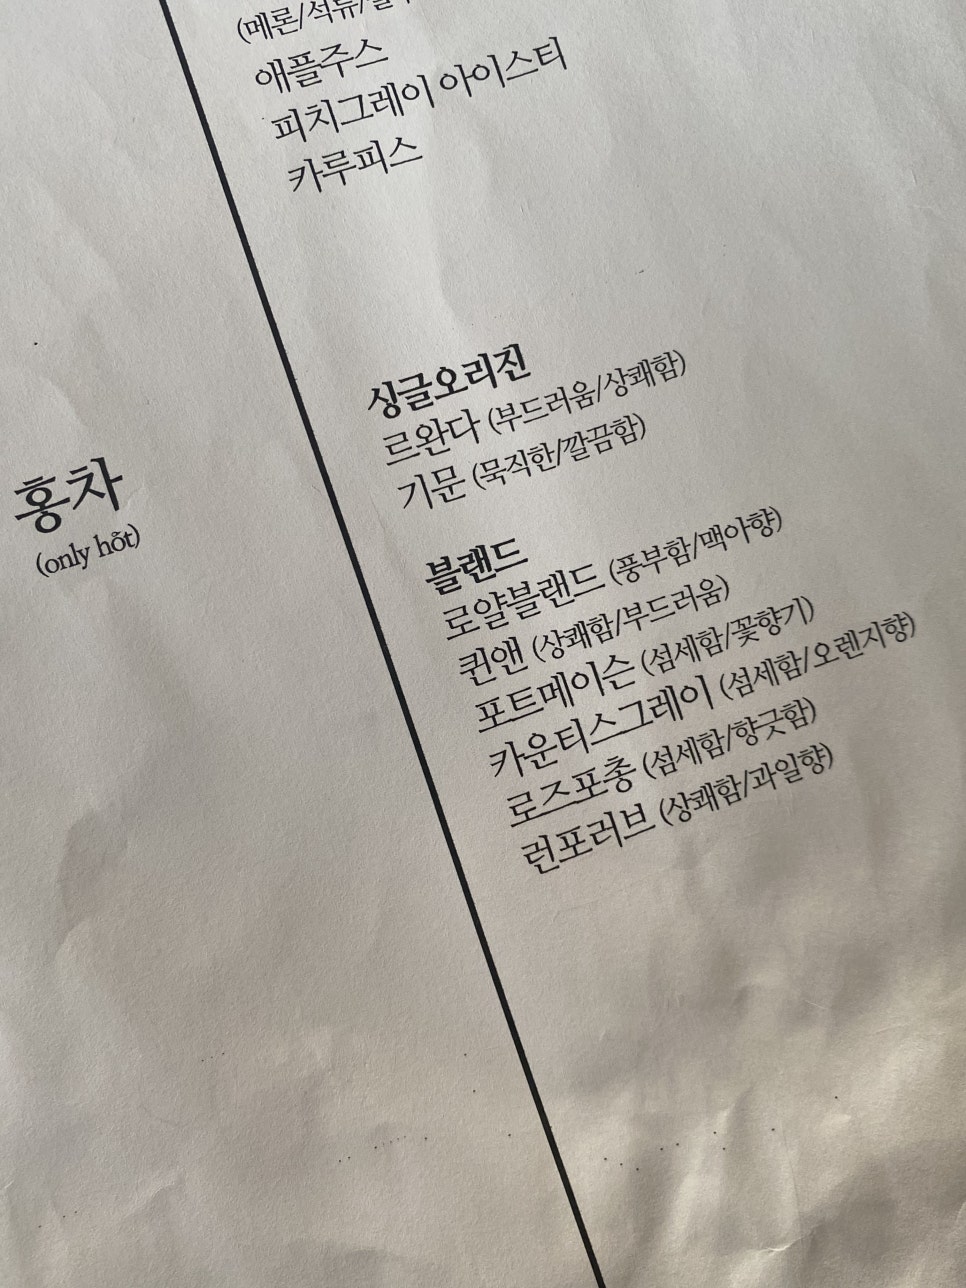 (메론/석류/
애플주스
피치그레이 아이스티
카루피스
홍차
(only hot)
싱글오리진
르완다 (부드러움/상쾌함)
기문 (묵직한/깔끔함)
블랜드
로얄블랜드 (풍부함/맥아향)
퀸앤 (상쾌함/부드러움)
포트메이슨 (섬세함/꽃향기)
카운티스그레이 (섬세함/오렌지향)
로즈포총 (섬세함/향긋함)
런포러브 (상쾌함/과일향)